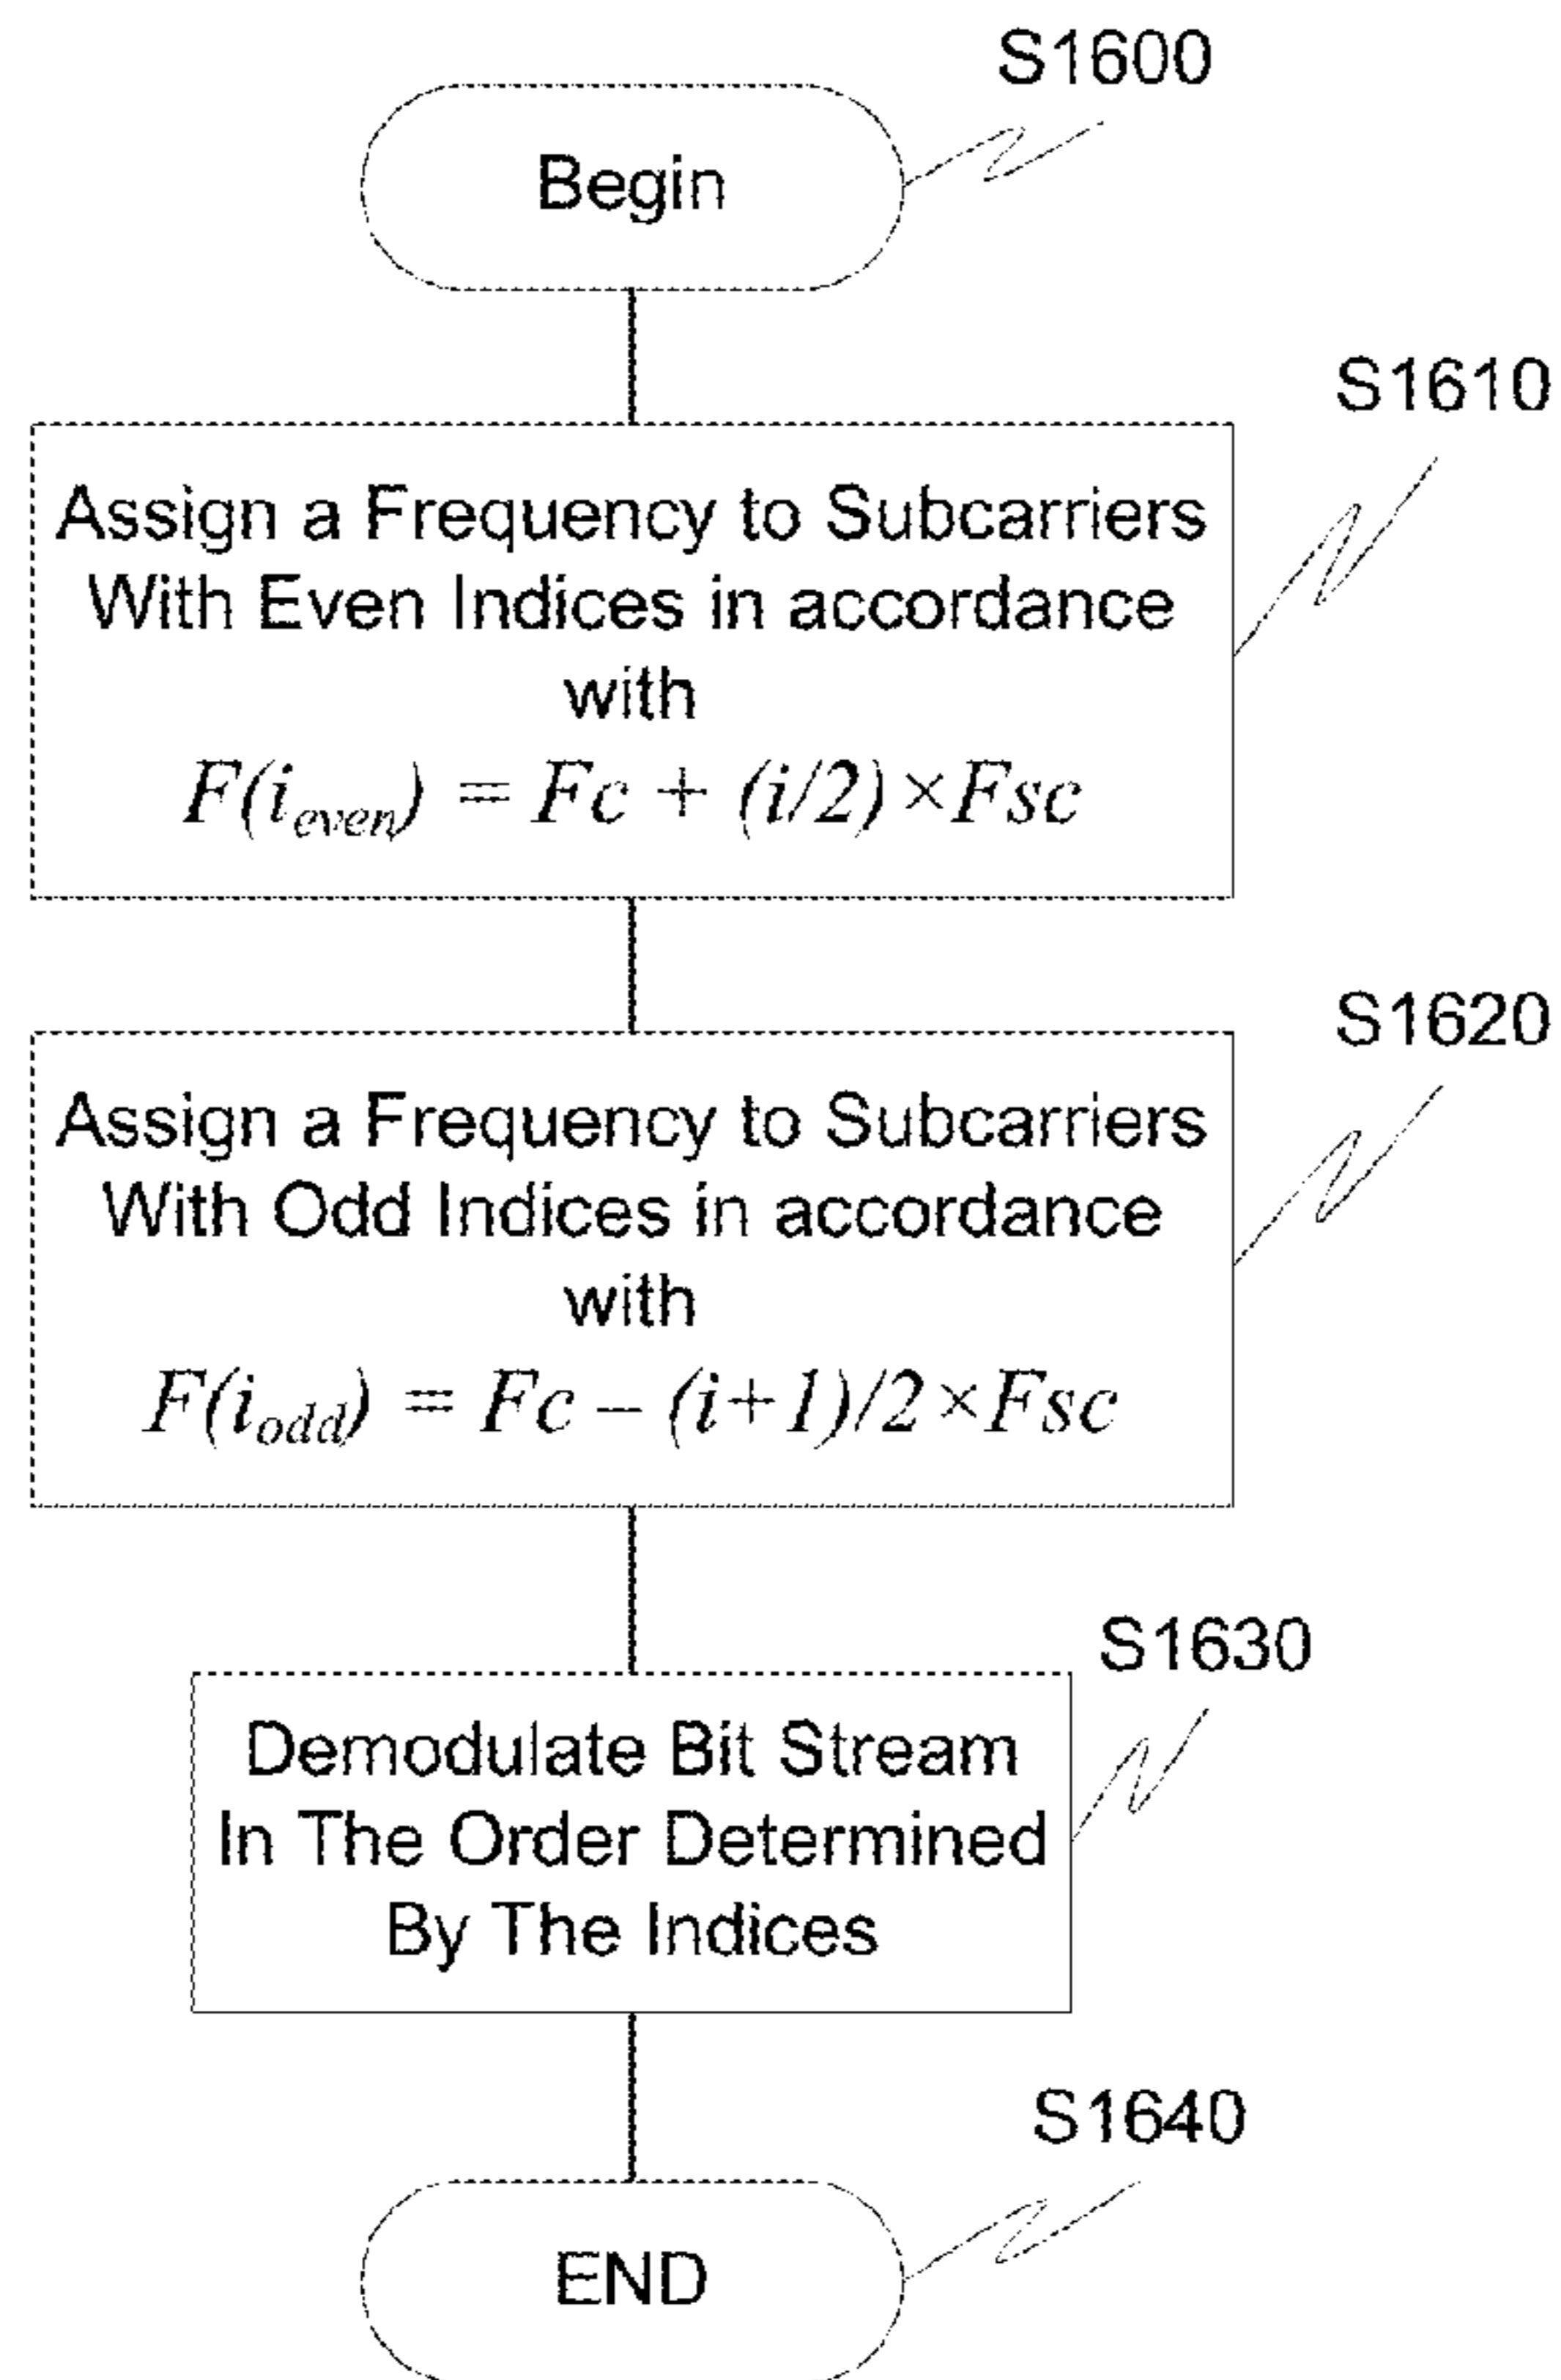 S1600
Begin
S1610
Assign a Frequency to Subcarriers
With Even Indices in accordance
with
F(i_even) = Fc + (i/2)×Fsc
S1620
Assign a Frequency to Subcarriers
With Odd Indices in accordance
with
F(i_odd) = Fc – (i+1)/2×Fsc
S1630
Demodulate Bit Stream
In The Order Determined
By The Indices
S1640
END